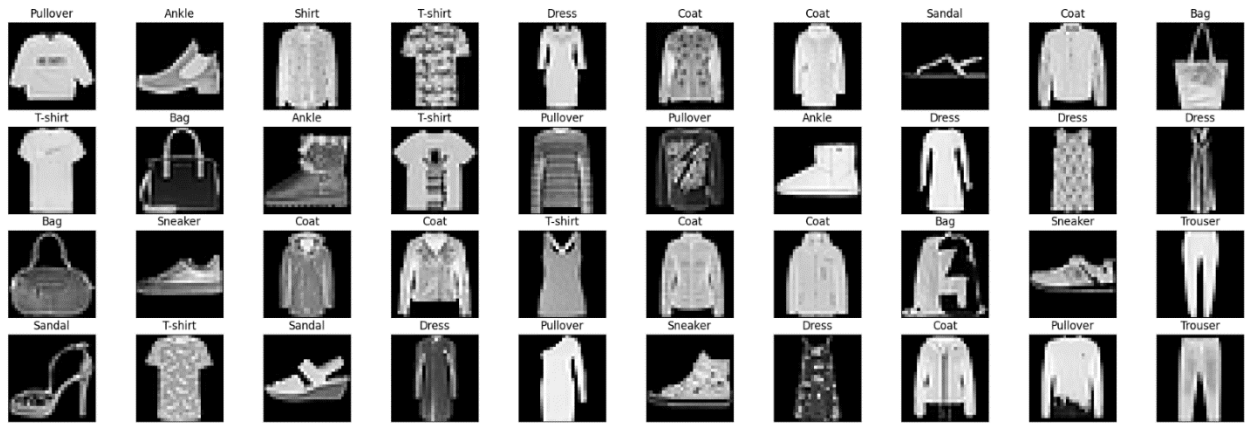 Pullover Ankle Shirt T-shirt Dress Coat Coat Sandal Coat Bag
T-shirt Bag Ankle T-shirt Pullover Pullover Ankle Dress Dress Dress
Bag Sneaker Coat Coat T-shirt Coat Coat Bag Sneaker Trouser
Sandal T-shirt Sandal Dress Pullover Sneaker Dress Coat Pullover Trouser